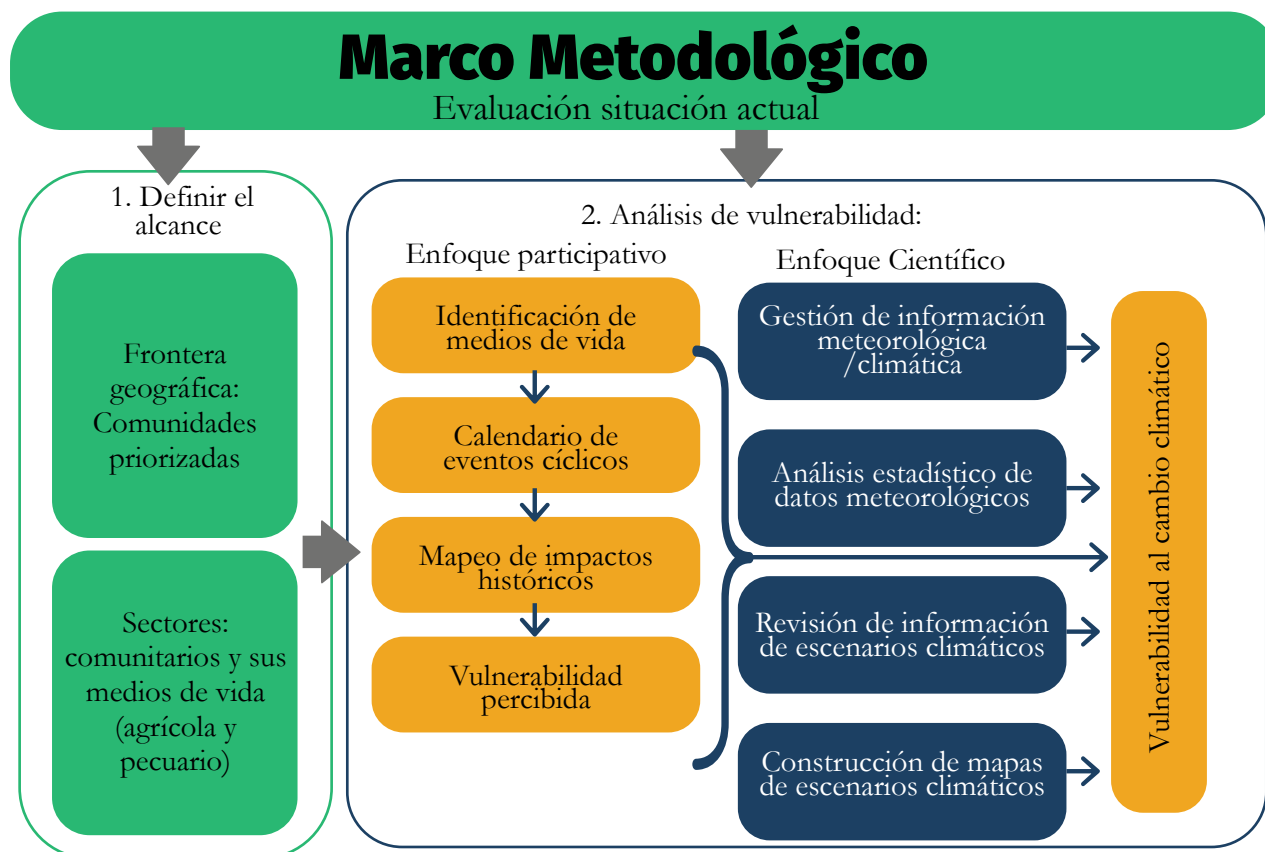 Marco Metodológico
Evaluación situación actual
1. Definir el
alcance
Frontera
geográfica:
Comunidades
priorizadas
Sectores:
comunitarios y sus
medios de vida
(agrícola y
pecuario)
2. Análisis de vulnerabilidad:
Enfoque participativo
Identificación de
medios de vida
Calendario de
eventos cíclicos
Mapeo de impactos
históricos
Vulnerabilidad
percibida
Enfoque Científico
Gestión de información
meteorológica
/climática
Análisis estadístico de
datos meteorológicos
Revisión de información
de escenarios climáticos
Construcción de mapas
de escenarios climáticos
Vulnerabilidad al cambio climático